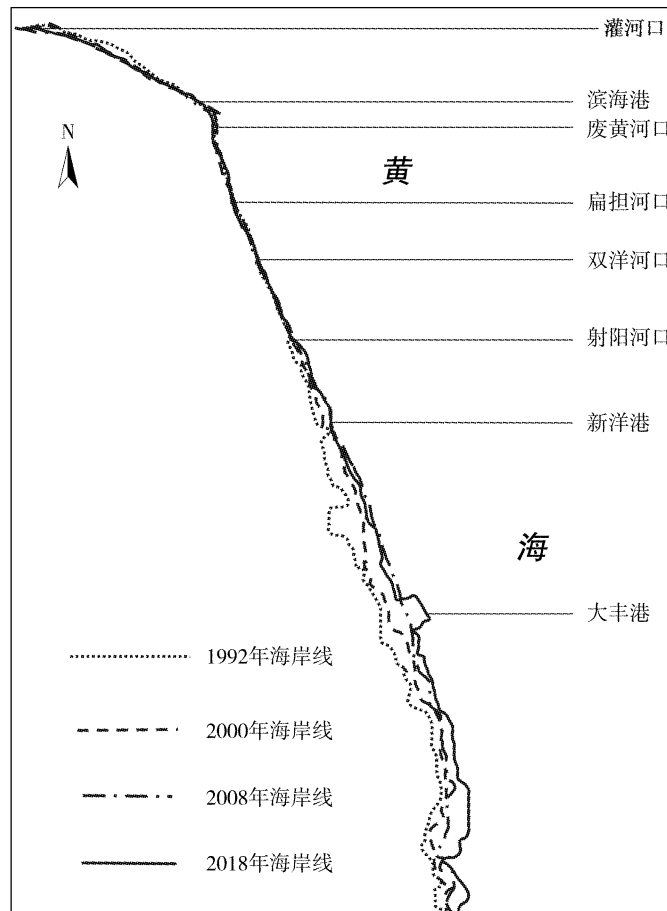 灌河口
滨海港
废黄河口
N
黄
扁担河口
双洋河口
射阳河口
新洋港
海
大丰港
1992年海岸线
2000年海岸线
2008年海岸线
2018年海岸线